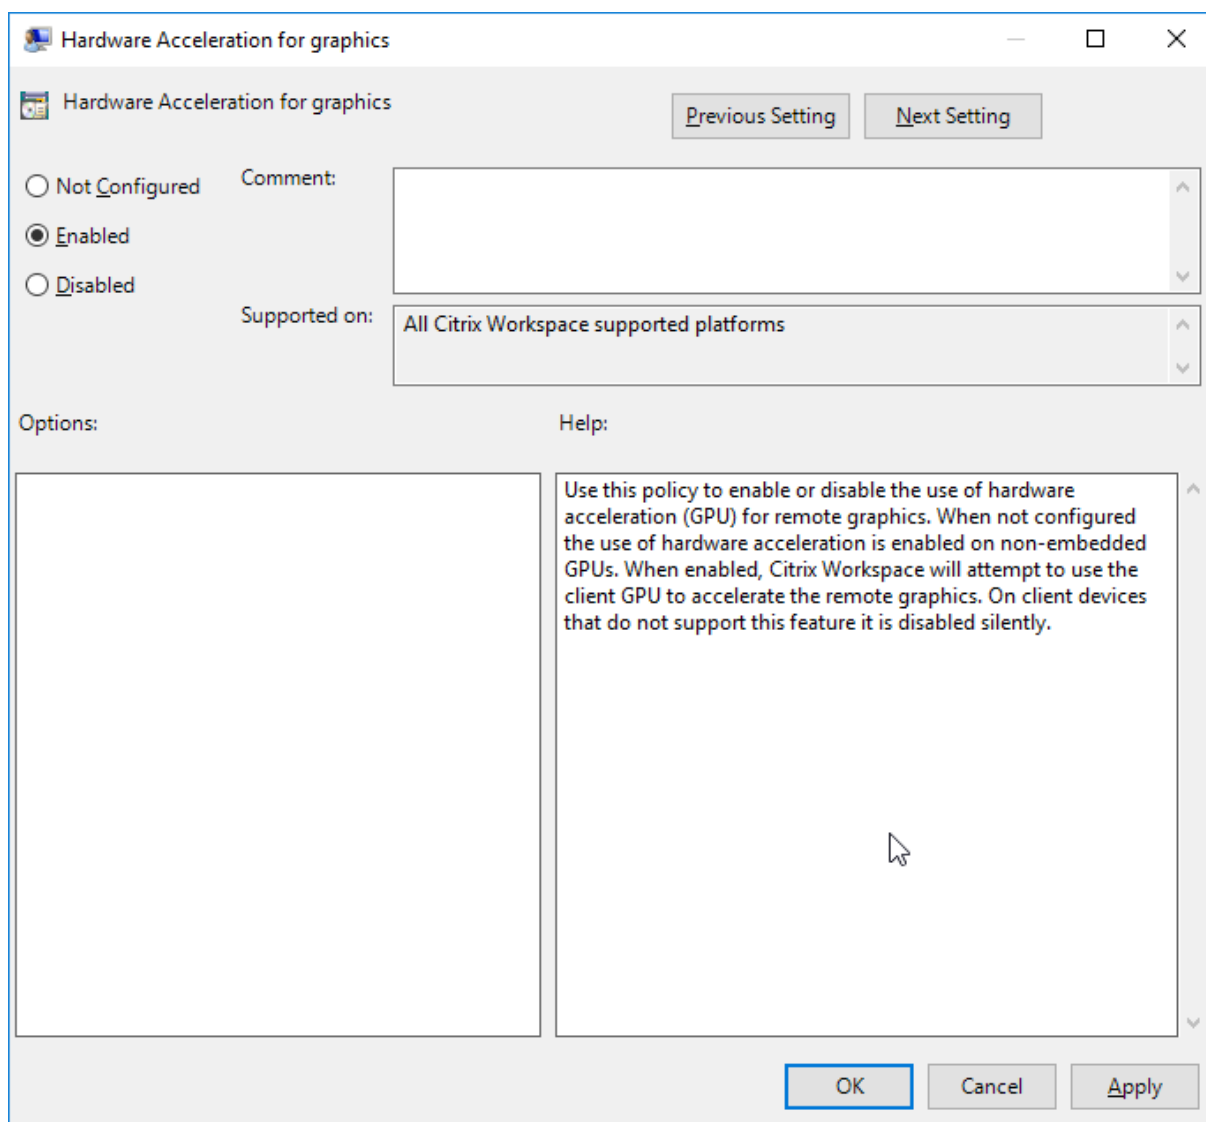 Hardware Acceleration for graphics
Hardware Acceleration for graphics
Previous Setting
Next Setting
Not Configured
Comment:
Enabled
Disabled
Supported on:
All Citrix Workspace supported platforms
Options:
Help:
Use this policy to enable or disable the use of hardware
acceleration (GPU) for remote graphics. When not configured
the use of hardware acceleration is enabled on non-embedded
GPUs. When enabled, Citrix Workspace will attempt to use the
client GPU to accelerate the remote graphics. On client devices
that do not support this feature it is disabled silently.
OK
Cancel
Apply